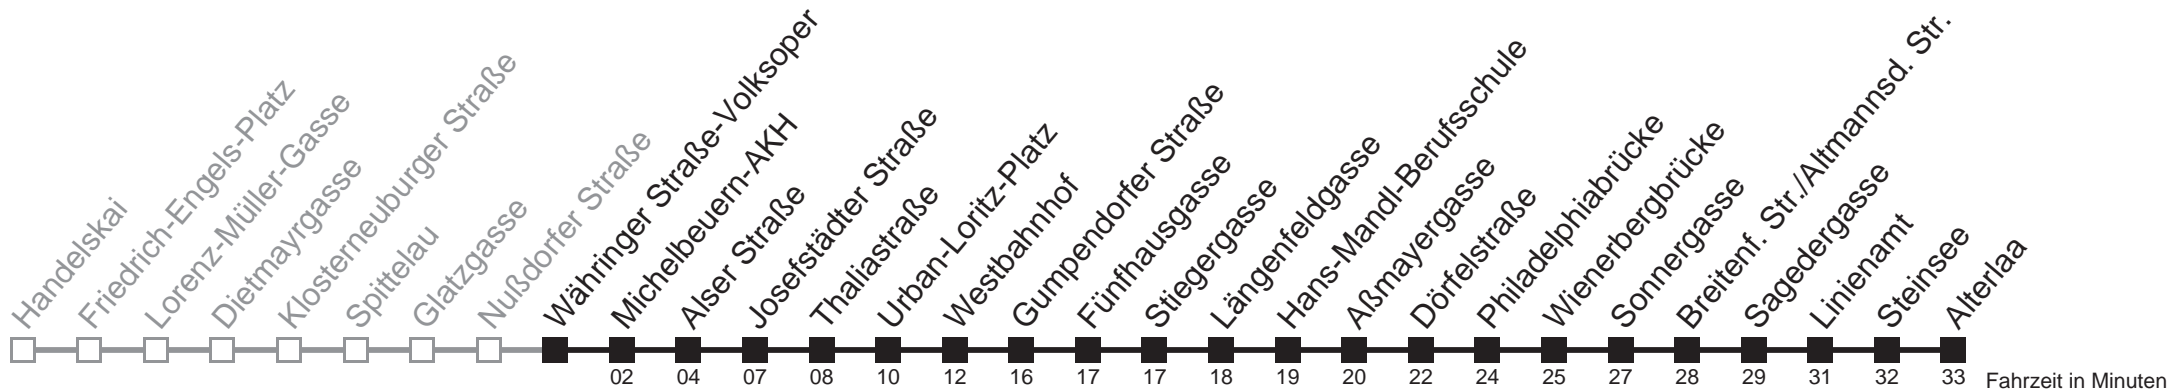 Handelskai
Friedrich-Engels-Platz
Lorenz-Müller-Gasse
Dietmayrgasse
Klosterneuburger Straße
Spittelau
Glatzgasse
Nußdorfer Straße
Währinger Straße-Volksoper
Michelbeuern-AKH
Alser Straße
Josefstädter Straße
Thaliastraße
Urban-Loritz-Platz
Westbahnhof
Gumpendorfer Straße
Fünfhausgasse
Stiegergasse
Längenfeldgasse
Hans-Mandl-Berufsschule
Aßmayergasse
Dörfelstraße
Philadelphiabrücke
Wienerbergbrücke
Sonnergasse
Breitenf. Str./Altmannsd. Str.
Sagedergasse
Linienamt
Steinsee
Alterlaa
02 04 07 08 10 12 16 17 17 18 19 20 22 24 25 27 28 29 31 32 33 Fahrzeit in Minuten